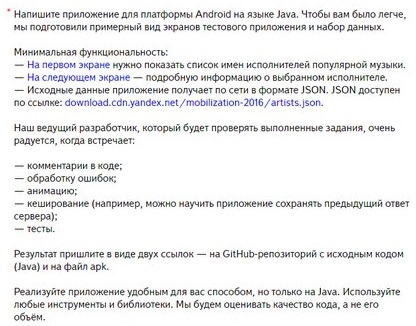 * Напишите приложение для платформы Android на языке Java. Чтобы вам было легче,
мы подготовили примерный вид экранов тестового приложения и набор данных.
Минимальная функциональность:
— На первом экране нужно показать список имен исполнителей популярной музыки.
— На следующем экране — подробную информацию о выбранном исполнителе.
— Исходные данные приложение получает по сети в формате JSON. JSON доступен
по ссылке: download.cdn.yandex.net/mobilization-2016/artists.json.
Наш ведущий разработчик, который будет проверять выполненные задания, очень
радуется, когда встречает:
— комментарии в коде;
— обработку ошибок;
— анимацию;
— кеширование (например, можно научить приложение сохранять предыдущий ответ
сервера);
— тесты.
Результат пришлите в виде двух ссылок — на GitHub-репозиторий с исходным кодом
(Java) и на файл apk.
Реализуйте приложение удобным для вас способом, но только на Java. Используйте
любые инструменты и библиотеки. Мы будем оценивать качество кода, а не его
объём.